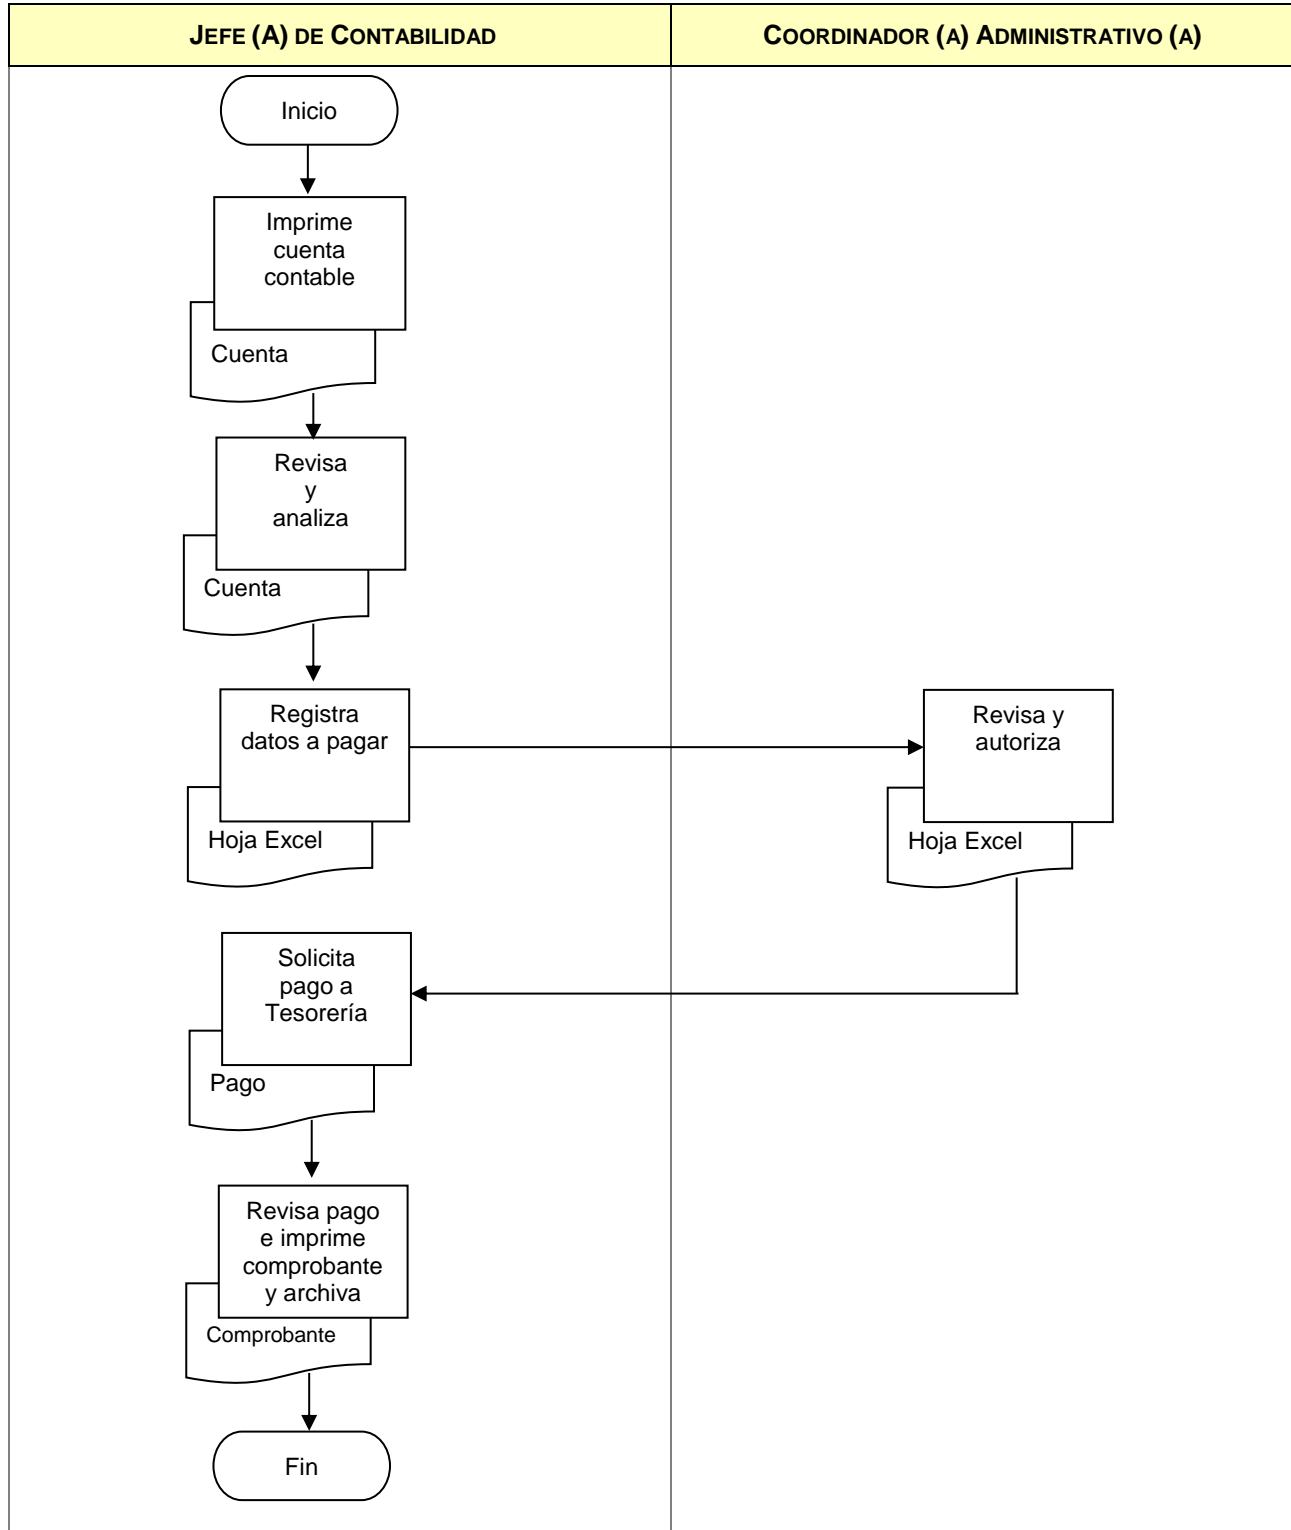 JEFE (A) DE CONTABILIDAD
COORDINADOR (A) ADMINISTRATIVO (A)
Inicio
Imprime
cuenta
contable
Cuenta
Revisa
y
analiza
Cuenta
Registra
datos a pagar
Hoja Excel
Revisa y
autoriza
Hoja Excel
Solicita
pago a
Tesorería
Pago
Revisa pago
e imprime
comprobante
y archiva
Comprobante
Fin